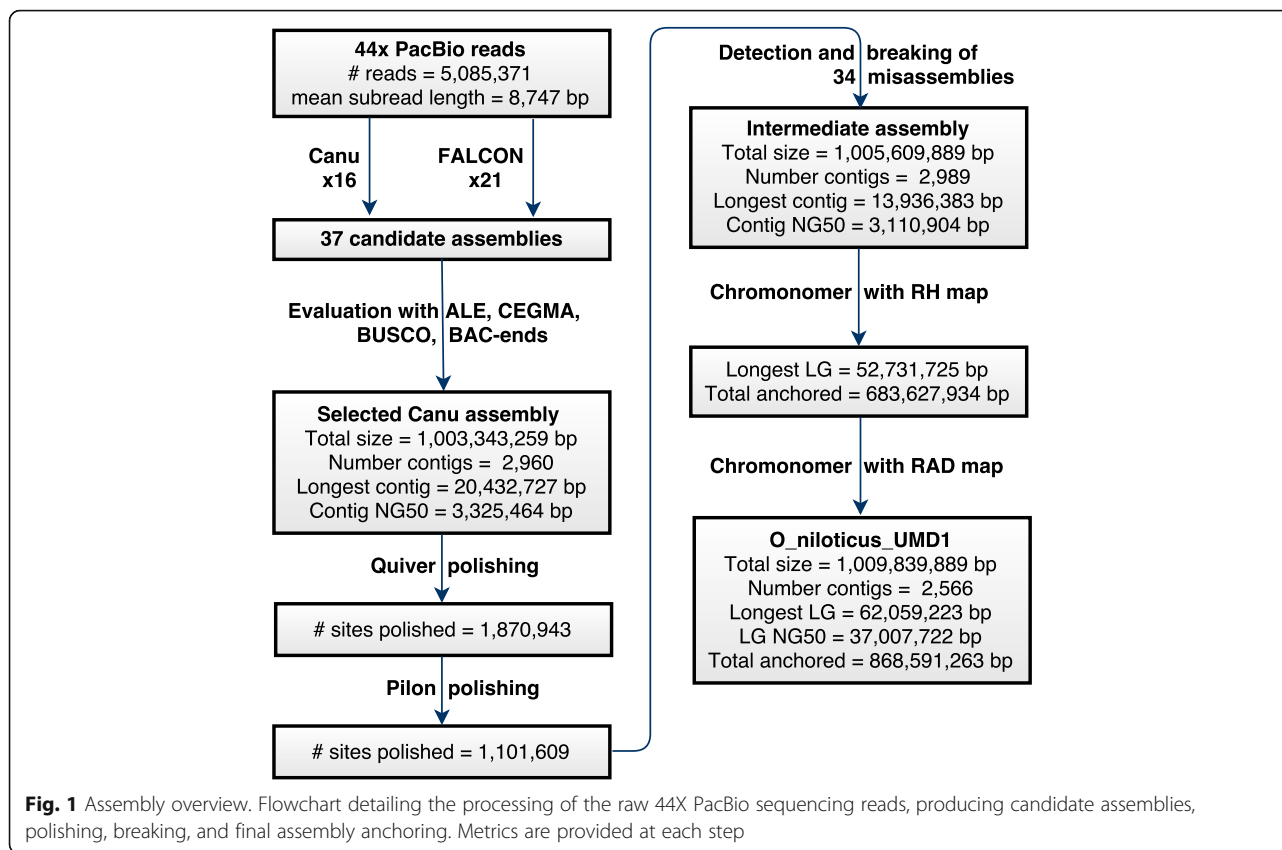 44x PacBio reads
# reads = 5,085,371
mean subread length = 8,747 bp
Canu
x16
FALCON
x21
37 candidate assemblies
Evaluation with ALE, CEGMA,
BUSCO, BAC-ends
Selected Canu assembly
Total size = 1,003,343,259 bp
Number contigs = 2,960
Longest contig = 20,432,727 bp
Contig NG50 = 3,325,464 bp
Quiver polishing
# sites polished = 1,870,943
Pilon polishing
# sites polished = 1,101,609
Detection and breaking of
34 misassemblies
Intermediate assembly
Total size = 1,005,609,889 bp
Number contigs = 2,989
Longest contig = 13,936,383 bp
Contig NG50 = 3,110,904 bp
Chromonomer with RH map
Longest LG = 52,731,725 bp
Total anchored = 683,627,934 bp
Chromonomer with RAD map
O_niloticus_UMD1
Total size = 1,009,839,889 bp
Number contigs = 2,566
Longest LG = 62,059,223 bp
LG NG50 = 37,007,722 bp
Total anchored = 868,591,263 bp
Fig. 1 Assembly overview. Flowchart detailing the processing of the raw 44X PacBio sequencing reads, producing candidate assemblies,
polishing, breaking, and final assembly anchoring. Metrics are provided at each step